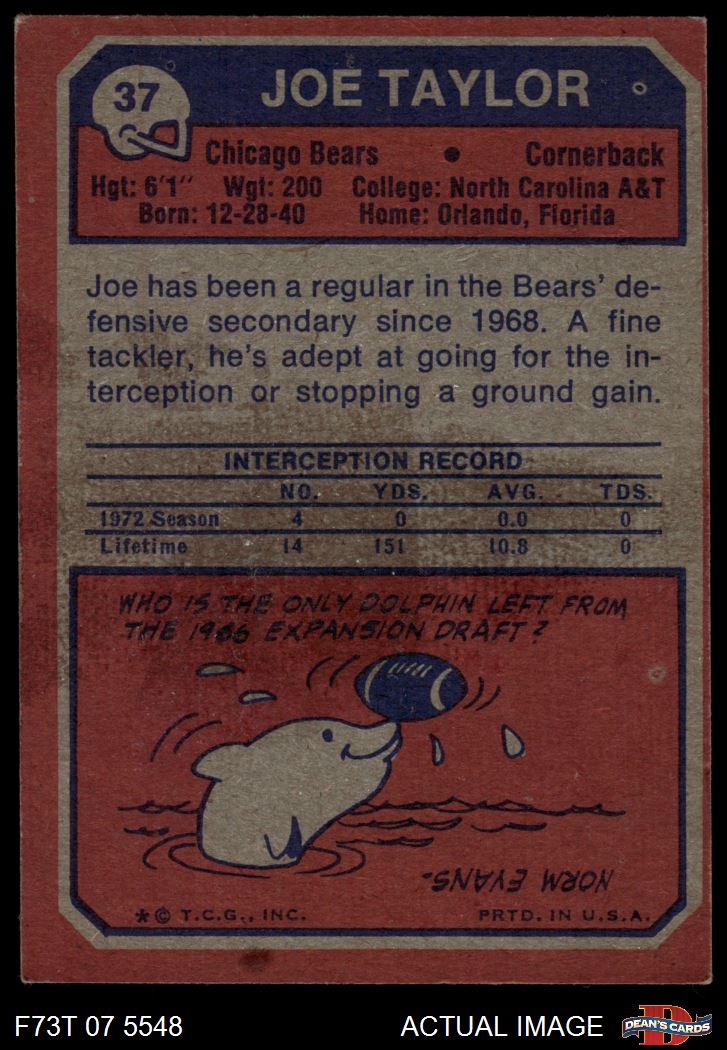 37
JOE TAYLOR
Chicago Bears • Cornerback
Hgt: 6'1" Wgt: 200 College: North Carolina A&T
Born: 12-28-40 Home: Orlando, Florida
Joe has been a regular in the Bears' de-
fensive secondary since 1968. A fine
tackler, he's adept at going for the in-
terception or stopping a ground gain.
INTERCEPTION RECORD
NO. YDS. AVG. TDS.
1972 Season 4 0 0.0 0
Lifetime 14 151 10.8 0
WHO IS THE ONLY DOLPHIN LEFT FROM
THE 1966 EXPANSION DRAFT?
NORM EVANS.
*© T.C.G., INC. PRTD. IN U.S.A.
F73T 07 5548 ACTUAL IMAGE
D
DEAN'S CARDS